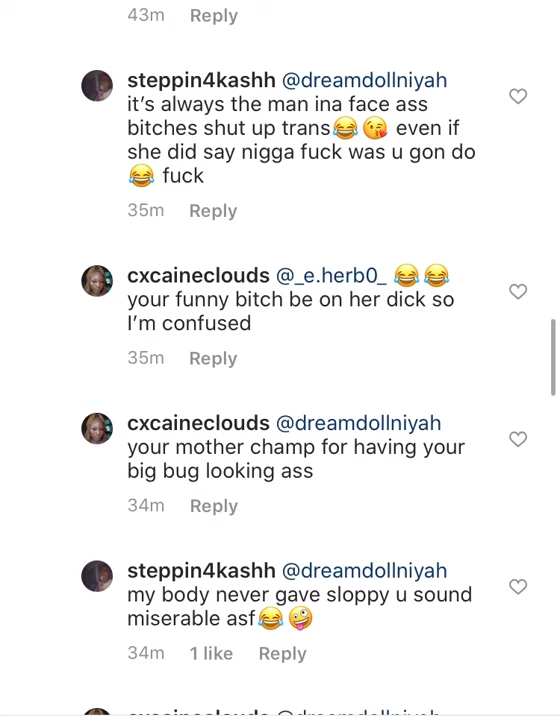 43m Reply
steppin4kashh @dreamdollniyah
it's always the man ina face ass
bitches shut up trans😂😘 even if
she did say nigga fuck was u gon do
😂 fuck
35m Reply
cxcaineclouds @_e.herb0_ 😂😂
your funny bitch be on her dick so
I'm confused
35m Reply
cxcaineclouds @dreamdollniyah
your mother champ for having your
big bug looking ass
34m Reply
steppin4kashh @dreamdollniyah
my body never gave sloppy u sound
miserable asf😂🤪
34m 1 like Reply